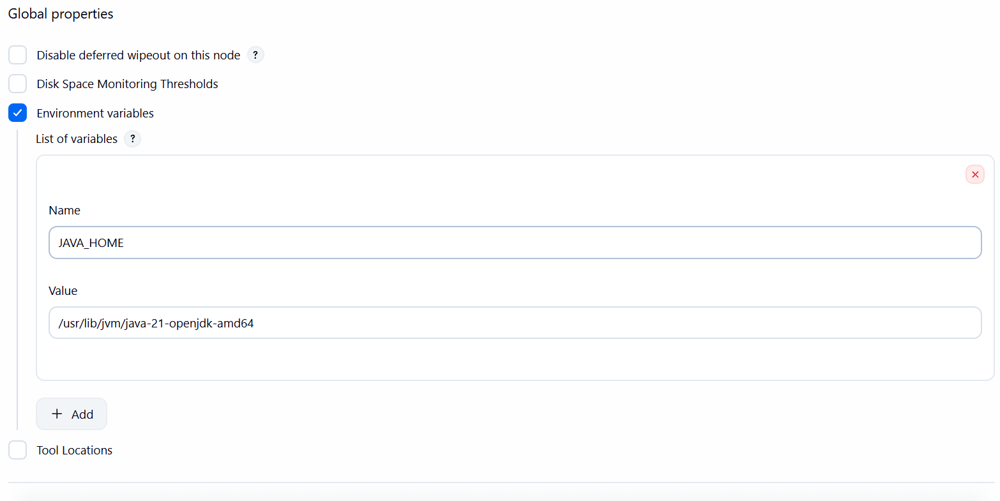 Global properties
Disable deferred wipeout on this node ?
Disk Space Monitoring Thresholds
Environment variables
List of variables ?
Name
JAVA_HOME
Value
/usr/lib/jvm/java-21-openjdk-amd64
+ Add
Tool Locations